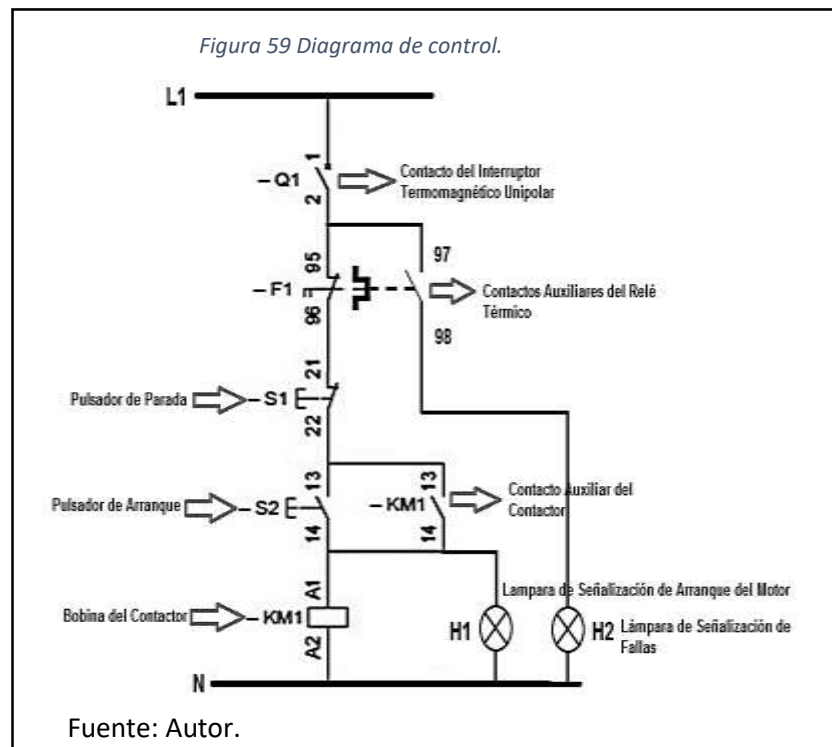 Figura 59 Diagrama de control.
L1
1
– Q1
2
Contacto del Interruptor
Termomagnético Unipolar
95
– F1
96
97
98
Contactos Auxiliares del Relé
Térmico
21
Pulsador de Parada
– S1
22
13
Pulsador de Arranque
– S2
14
13
– KM1
14
Contacto Auxiliar del
Contactor
A1
Bobina del Contactor
– KM1
A2
Lampara de Señalización de Arranque del Motor
H1
H2
Lámpara de Señalización de
Fallas
N
Fuente: Autor.